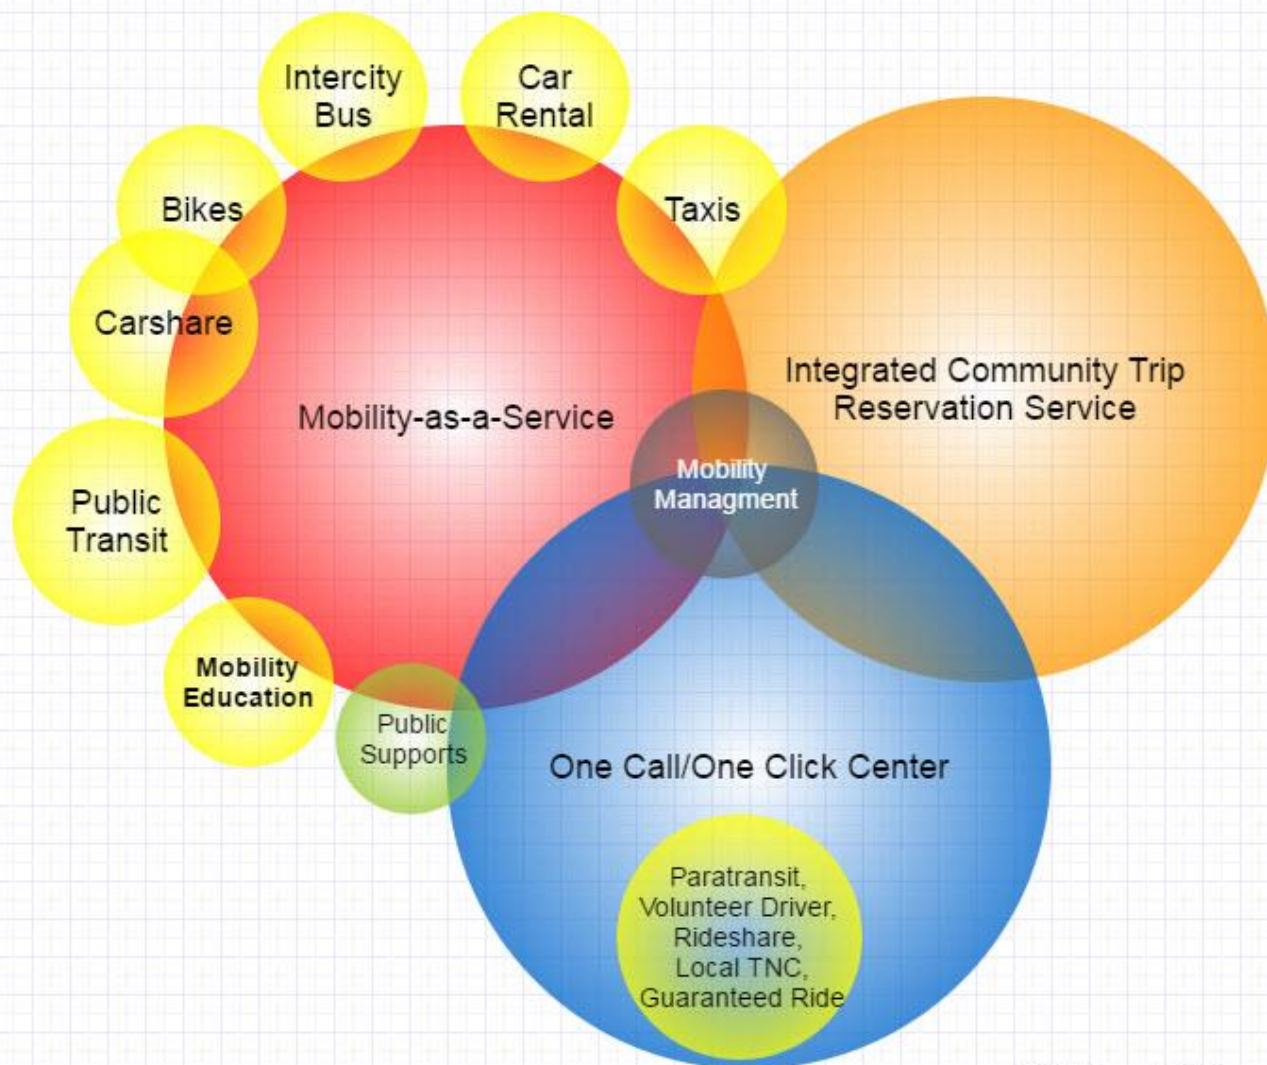 Intercity
Bus
Car
Rental
Bikes
Taxis
Carshare
Integrated Community Trip
Reservation Service
Mobility-as-a-Service
Mobility
Managment
Public
Transit
Mobility
Education
Public
Supports
One Call/One Click Center
Paratransit,
Volunteer Driver,
Rideshare,
Local TNC,
Guaranteed Ride